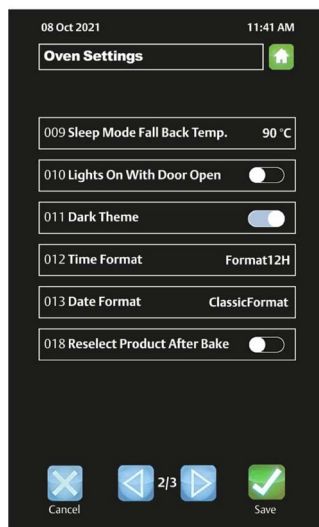 08 Oct 2021 11:41 AM
Oven Settings
009 Sleep Mode Fall Back Temp. 90 °C
010 Lights On With Door Open
011 Dark Theme
012 Time Format Format12H
013 Date Format ClassicFormat
018 Reselect Product After Bake
2/3
Cancel Save